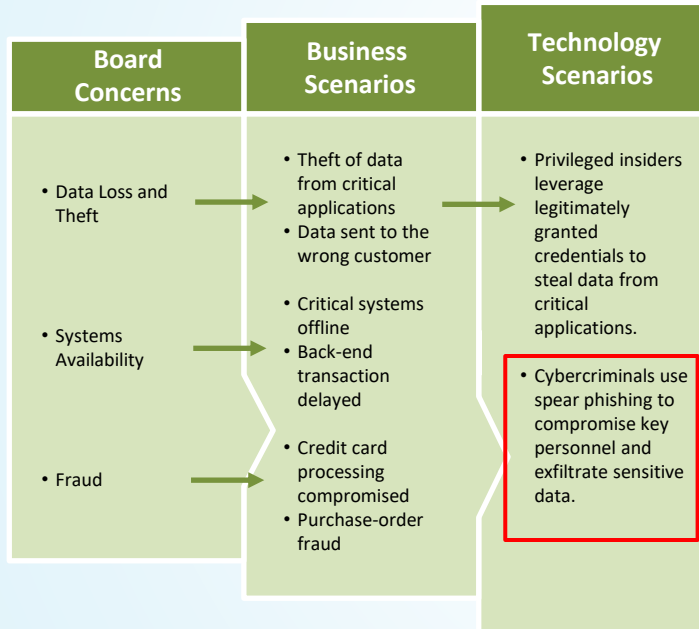 Board
Concerns
• Data Loss and
Theft
• Systems
Availability
• Fraud
Business
Scenarios
• Theft of data
from critical
applications
• Data sent to the
wrong customer
• Critical systems
offline
• Back-end
transaction
delayed
• Credit card
processing
compromised
• Purchase-order
fraud
Technology
Scenarios
• Privileged insiders
leverage
legitimately
granted
credentials to
steal data from
critical
applications.
• Cybercriminals use
spear phishing to
compromise key
personnel and
exfiltrate sensitive
data.